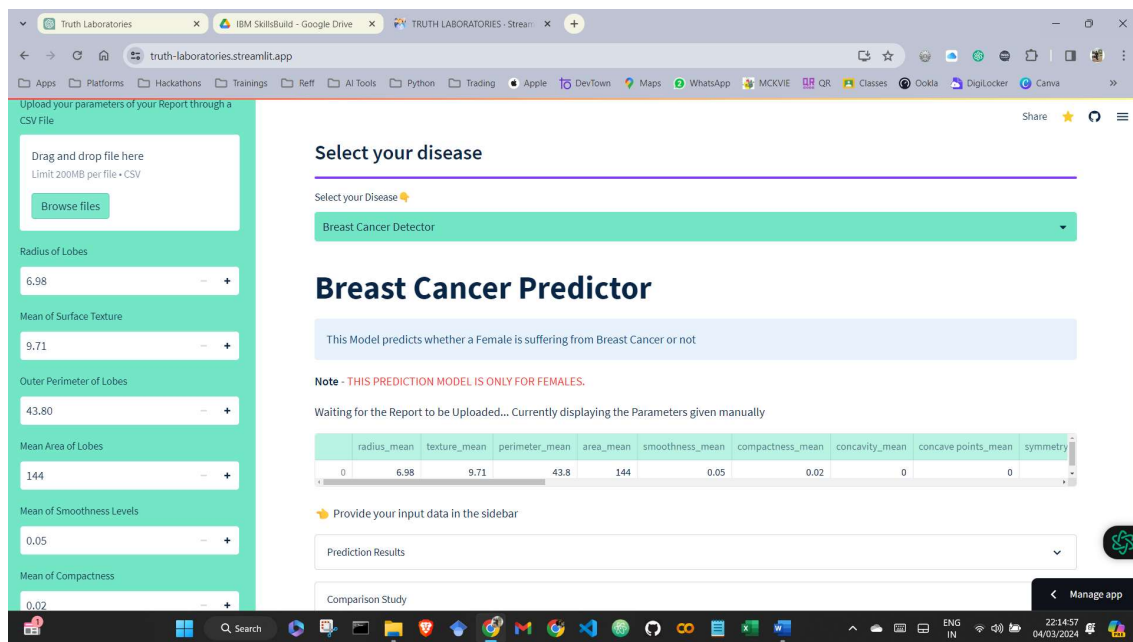 Truth Laboratories
IBM SkillsBuild - Google Drive
TRUTH LABORATORIES · Stream
truth-laboratories.streamlit.app
Apps Platforms Hackathons Trainings Reff AI Tools Python Trading Apple DevTown Maps WhatsApp MCKVIE QR Classes Ookla DigiLocker Canva »
Upload your parameters of your Report through a
CSV File
Drag and drop file here
Limit 200MB per file • CSV
Browse files
Radius of Lobes
6.98
Mean of Surface Texture
9.71
Outer Perimeter of Lobes
43.80
Mean Area of Lobes
144
Mean of Smoothness Levels
0.05
Mean of Compactness
0.02
Share
Select your disease
Select your Disease👇
Breast Cancer Detector
Breast Cancer Predictor
This Model predicts whether a Female is suffering from Breast Cancer or not
Note - THIS PREDICTION MODEL IS ONLY FOR FEMALES.
Waiting for the Report to be Uploaded... Currently displaying the Parameters given manually
radius_mean texture_mean perimeter_mean area_mean smoothness_mean compactness_mean concavity_mean concave points_mean symmetry
0 6.98 9.71 43.8 144 0.05 0.02 0 0
👈 Provide your input data in the sidebar
Prediction Results
Comparison Study
< Manage app
Search
ENG
IN
22:14:57
04/03/2024